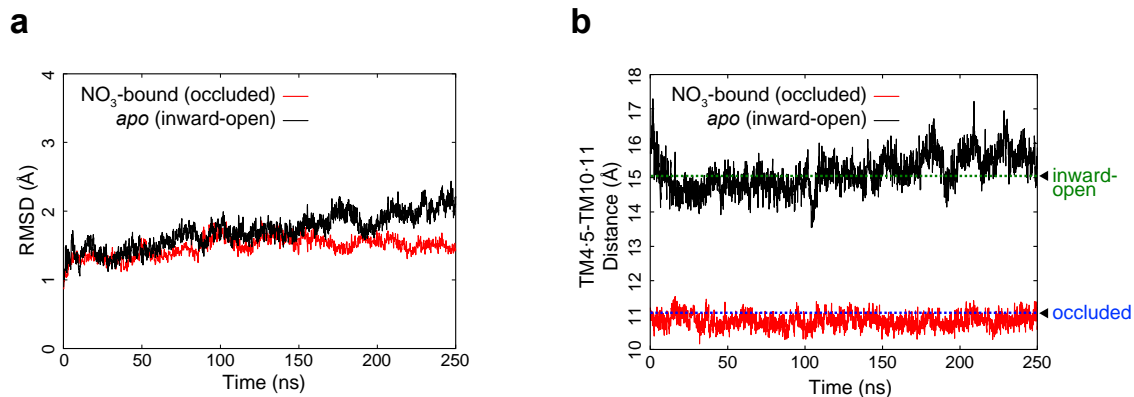 a
NO₃-bound (occluded)
apo (inward-open)
RMSD (Å)
4
3
2
1
0
0 50 100 150 200 250
Time (ns)
b
NO₃-bound (occluded)
apo (inward-open)
TM4·5-TM10·11
Distance (Å)
18
17
16
15
14
13
12
11
10
0 50 100 150 200 250
Time (ns)
inward-
open
occluded